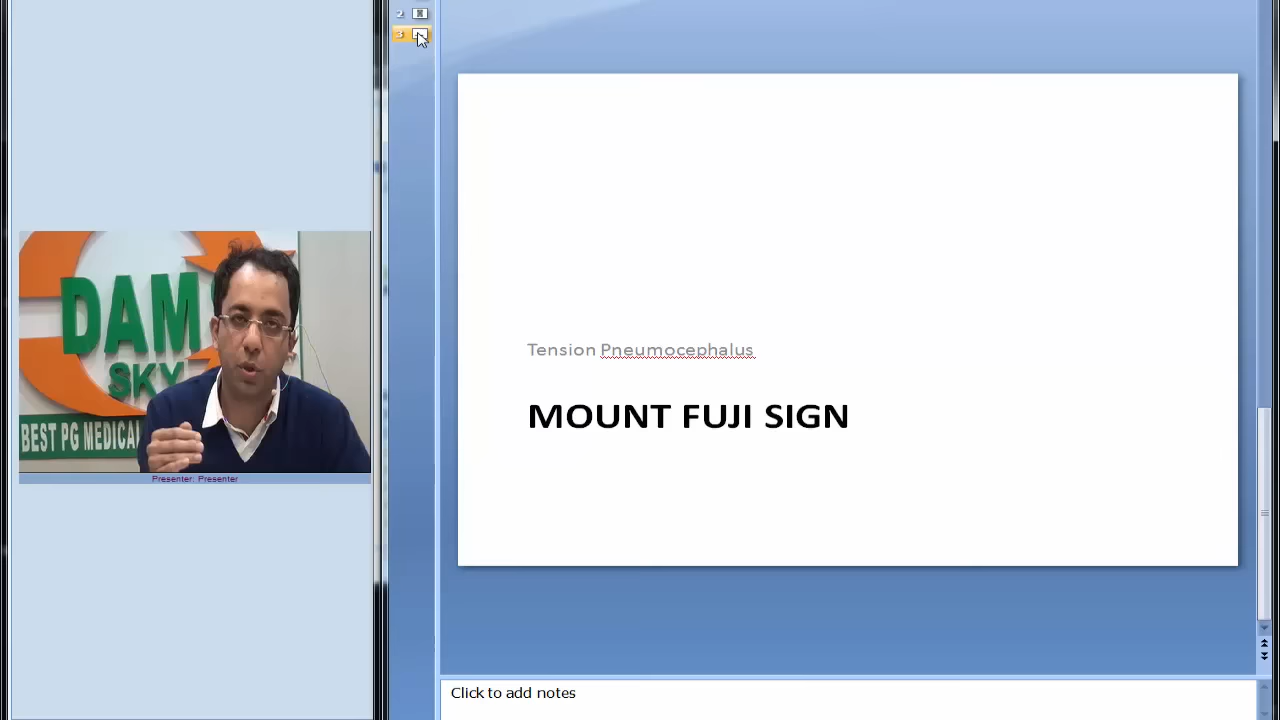 2
3
DAM
SKY
BEST PG MEDICAL
Presenter: Presenter
Tension Pneumocephalus
MOUNT FUJI SIGN
Click to add notes